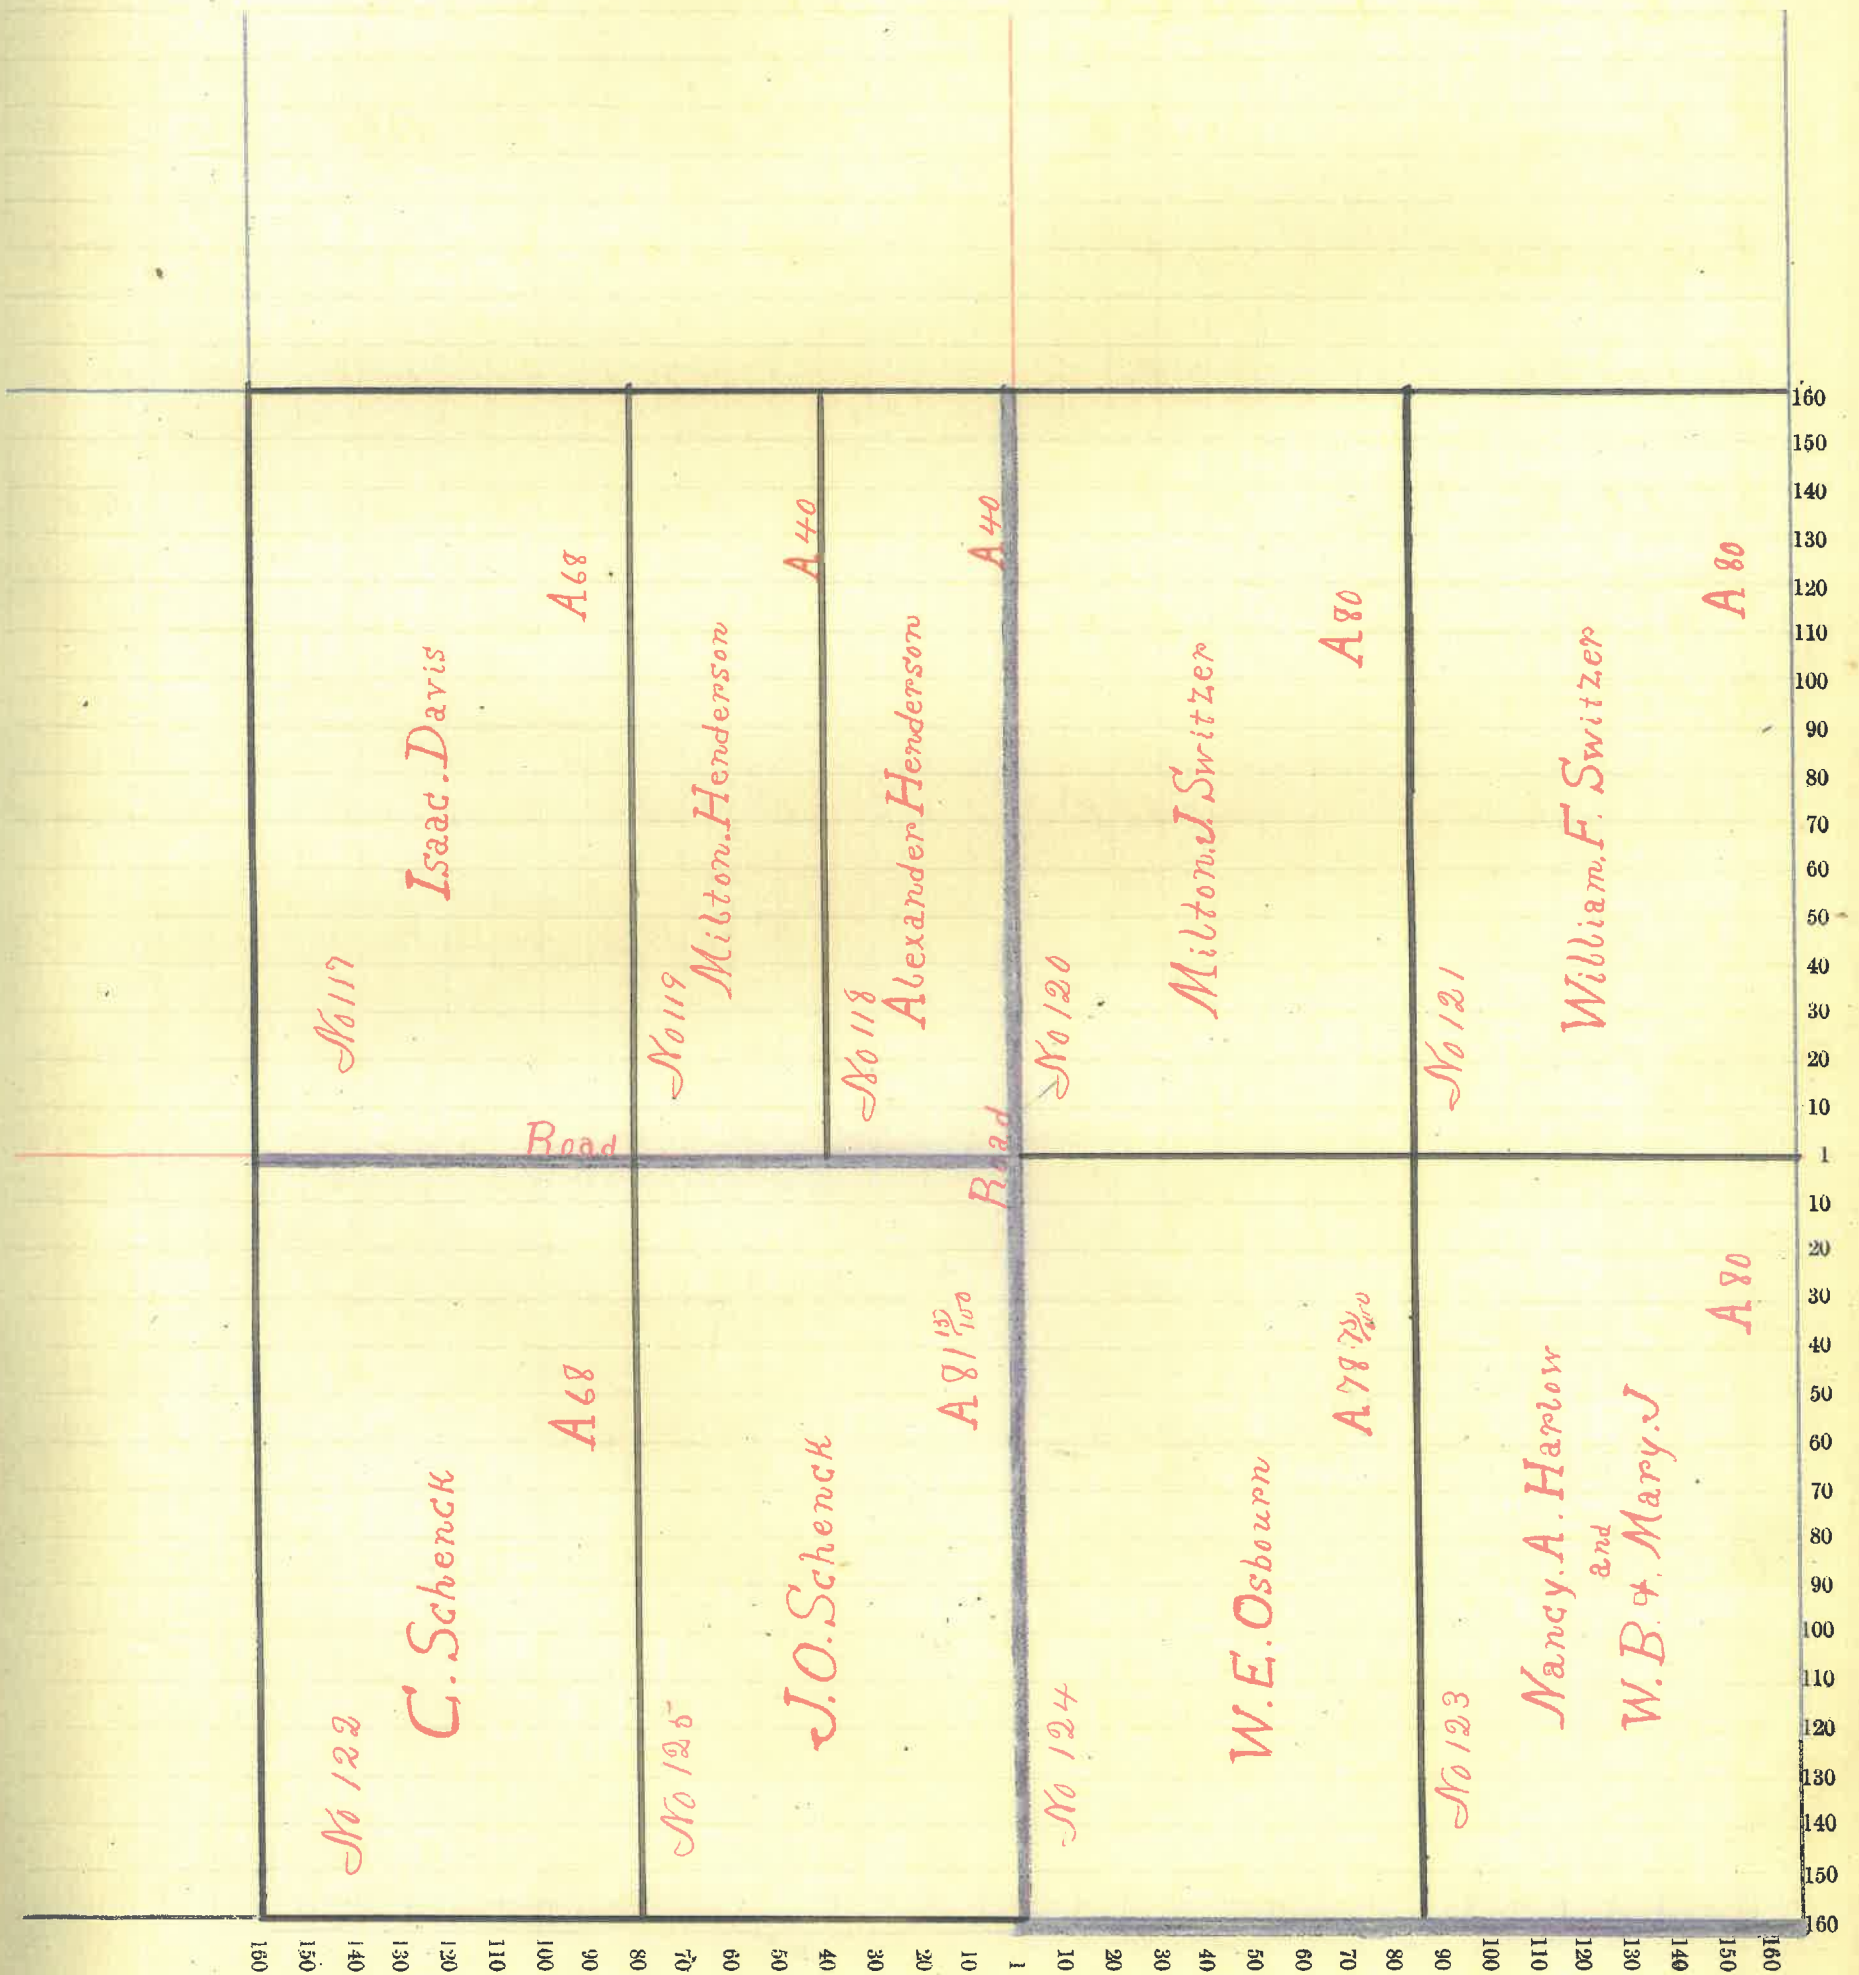 No 117
Isaac. Davis
A 68
No 119
Milton. Henderson
A 40
No 118
Alexander Henderson
A 40
No 120
Milton. J. Switzer
A 80
No 121
William. F. Switzer
A 80
Road
Road
No 122
C. Schenck
A 68
No 125
J. O. Schenck
A 81 15/100
No 124
W. E. Osbourn
A 78 75/100
No 123
Nancy. A. Harlow
and
W. B. &. Mary. J
A 80
160
150
140
130
120
110
100
90
80
70
60
50
40
30
20
10
1
10
20
30
40
50
60
70
80
90
100
110
120
130
140
150
160
160 150 140 130 120 110 100 90 80 70 60 50 40 30 20 10 1 10 20 30 40 50 60 70 80 90 100 110 120 130 140 150 160